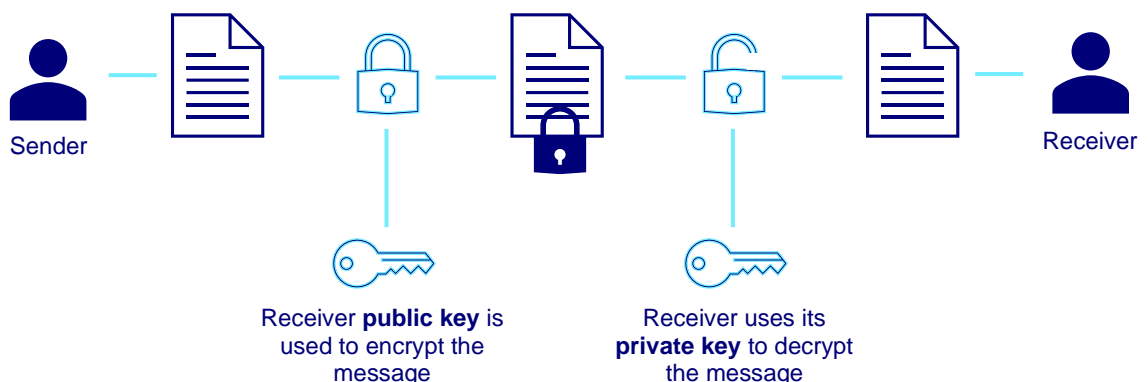 Sender
Receiver
Receiver public key is
used to encrypt the
message
Receiver uses its
private key to decrypt
the message